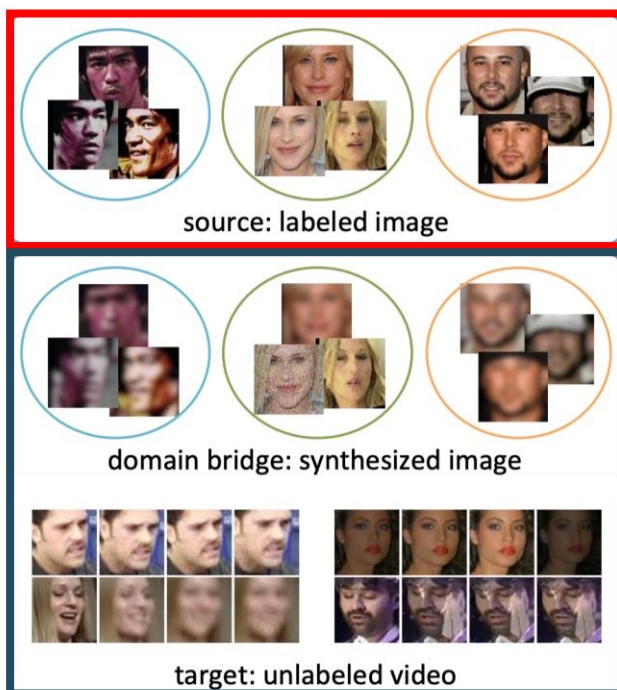 source: labeled image
domain bridge: synthesized image
target: unlabeled video